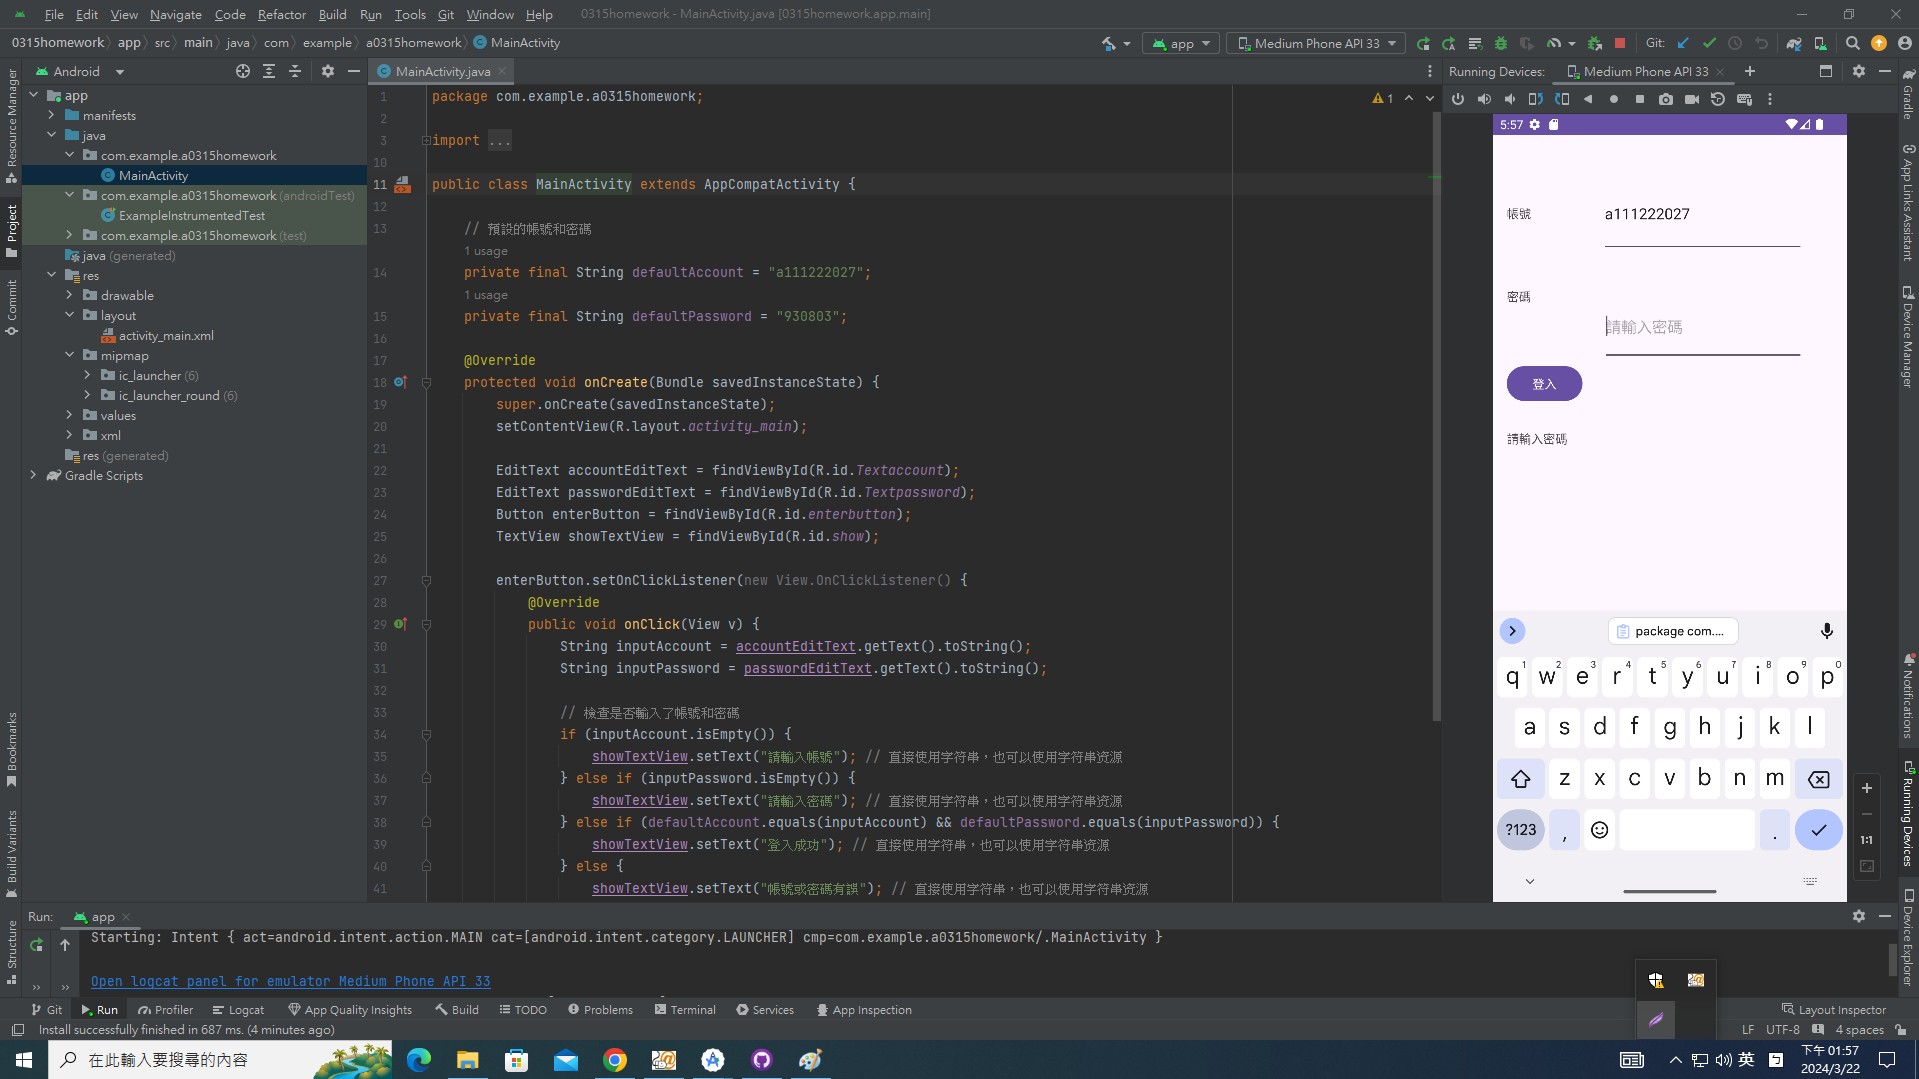 File Edit View Navigate Code Refactor Build Run Tools Git Window Help 0315homework - MainActivity.java [0315homework.app.main]
0315homework app src main java com example a0315homework MainActivity
app Medium Phone API 33 Git:
Android
MainActivity.java
Running Devices: Medium Phone API 33
Resource Manager
Project
Commit
Bookmarks
Build Variants
Structure
app
manifests
java
com.example.a0315homework
MainActivity
com.example.a0315homework (androidTest)
ExampleInstrumentedTest
com.example.a0315homework (test)
java (generated)
res
drawable
layout
activity_main.xml
mipmap
ic_launcher (6)
ic_launcher_round (6)
values
xml
res (generated)
Gradle Scripts
1 package com.example.a0315homework;
1
2
3 import ...
10
11 public class MainActivity extends AppCompatActivity {
12
13 // 預設的帳號和密碼
1 usage
14 private final String defaultAccount = "a111222027";
1 usage
15 private final String defaultPassword = "930803";
16
17 @Override
18 protected void onCreate(Bundle savedInstanceState) {
19 super.onCreate(savedInstanceState);
20 setContentView(R.layout.activity_main);
21
22 EditText accountEditText = findViewById(R.id.Textaccount);
23 EditText passwordEditText = findViewById(R.id.Textpassword);
24 Button enterButton = findViewById(R.id.enterbutton);
25 TextView showTextView = findViewById(R.id.show);
26
27 enterButton.setOnClickListener(new View.OnClickListener() {
28 @Override
29 public void onClick(View v) {
30 String inputAccount = accountEditText.getText().toString();
31 String inputPassword = passwordEditText.getText().toString();
32
33 // 檢查是否輸入了帳號和密碼
34 if (inputAccount.isEmpty()) {
35 showTextView.setText("請輸入帳號"); // 直接使用字符串，也可以使用字符串资源
36 } else if (inputPassword.isEmpty()) {
37 showTextView.setText("請輸入密碼"); // 直接使用字符串，也可以使用字符串资源
38 } else if (defaultAccount.equals(inputAccount) && defaultPassword.equals(inputPassword)) {
39 showTextView.setText("登入成功"); // 直接使用字符串，也可以使用字符串资源
40 } else {
41 showTextView.setText("帳號或密碼有誤"); // 直接使用字符串，也可以使用字符串资源
5:57
帳號 a111222027
密碼
請輸入密碼
登入
請輸入密碼
package com....
q1 w2 e3 r4 t5 y6 u7 i8 o9 p0
a s d f g h j k l
z x c v b n m
?123 , .
1:1
Gradle
App Links Assistant
Device Manager
Notifications
Running Devices
Device Explorer
Run: app
Starting: Intent { act=android.intent.action.MAIN cat=[android.intent.category.LAUNCHER] cmp=com.example.a0315homework/.MainActivity }
Open logcat panel for emulator Medium Phone API 33
Git Run Profiler Logcat App Quality Insights Build TODO Problems Terminal Services App Inspection Layout Inspector
Install successfully finished in 687 ms. (4 minutes ago) LF UTF-8 4 spaces
在此輸入要搜尋的內容
英
下午 01:57
2024/3/22